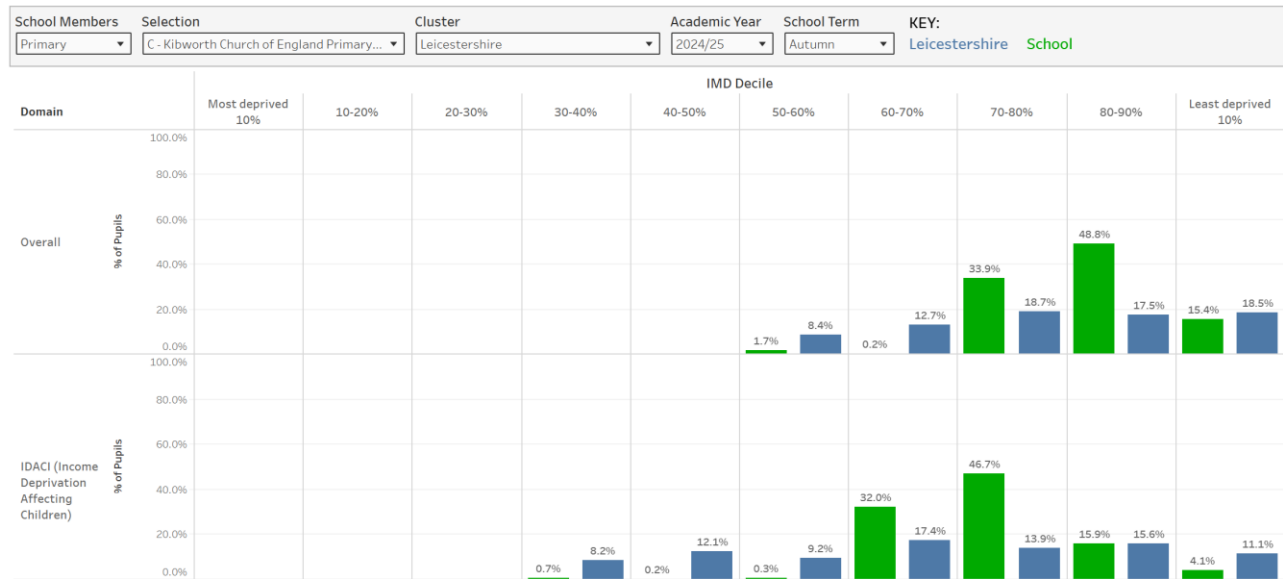 School Members Selection Cluster Academic Year School Term KEY:
Primary C - Kibworth Church of England Primary... Leicestershire 2024/25 Autumn Leicestershire School
IMD Decile
Domain Most deprived 10% 10-20% 20-30% 30-40% 40-50% 50-60% 60-70% 70-80% 80-90% Least deprived 10%
Overall
% of Pupils
100.0%
80.0%
60.0%
40.0%
20.0%
0.0%
1.7% 8.4% 0.2% 12.7% 33.9% 18.7% 48.8% 17.5% 15.4% 18.5%
IDACI (Income
Deprivation
Affecting
Children)
% of Pupils
100.0%
80.0%
60.0%
40.0%
20.0%
0.0%
0.7% 8.2% 0.2% 12.1% 0.3% 9.2% 32.0% 17.4% 46.7% 13.9% 15.9% 15.6% 4.1% 11.1%